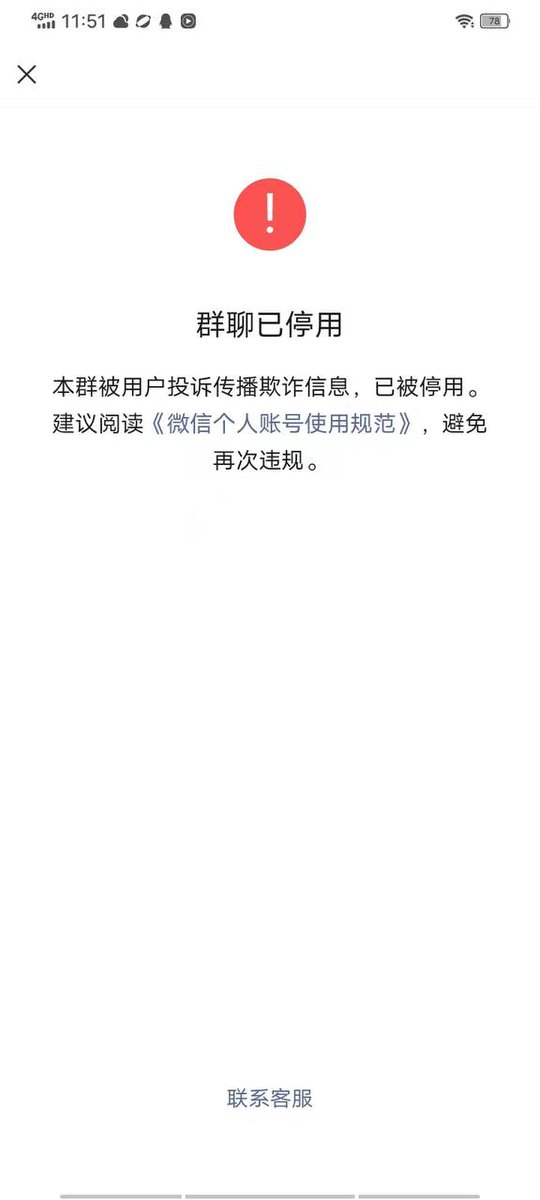 4GHD 11:51 78
群聊已停用
本群被用户投诉传播欺诈信息，已被停用。
建议阅读《微信个人账号使用规范》，避免
再次违规。
联系客服